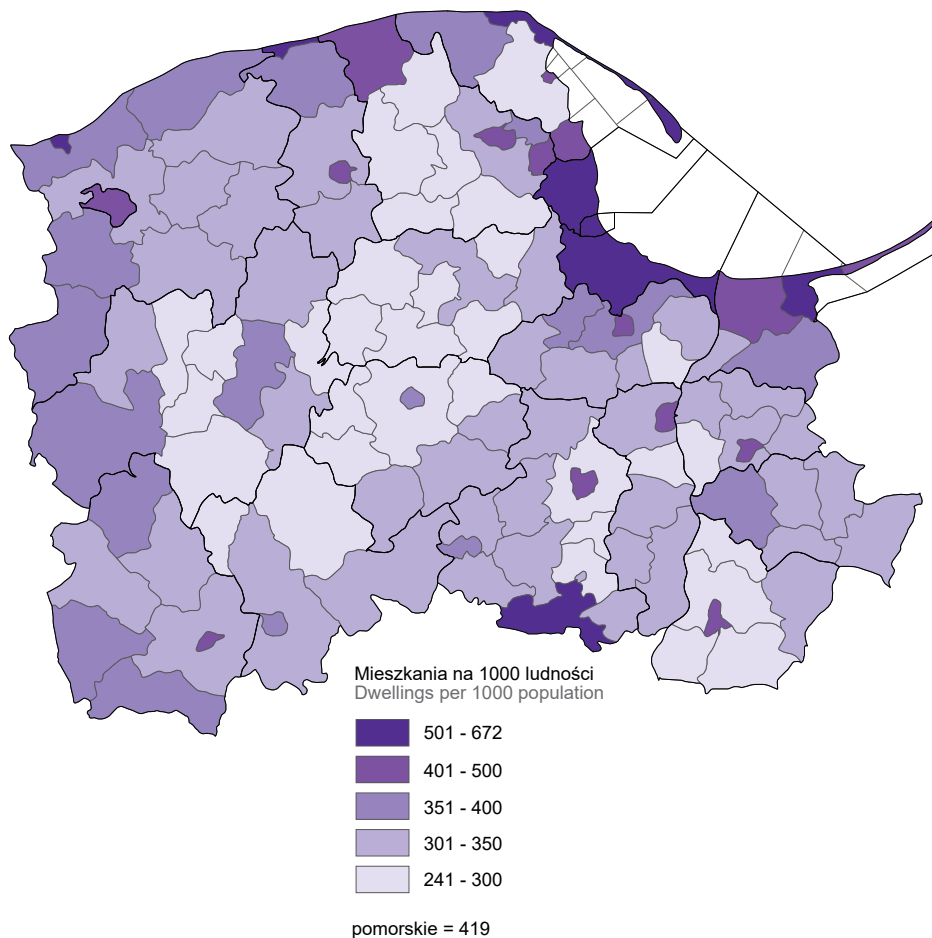 Mieszkania na 1000 ludności
Dwellings per 1000 population
501 - 672
401 - 500
351 - 400
301 - 350
241 - 300
pomorskie = 419